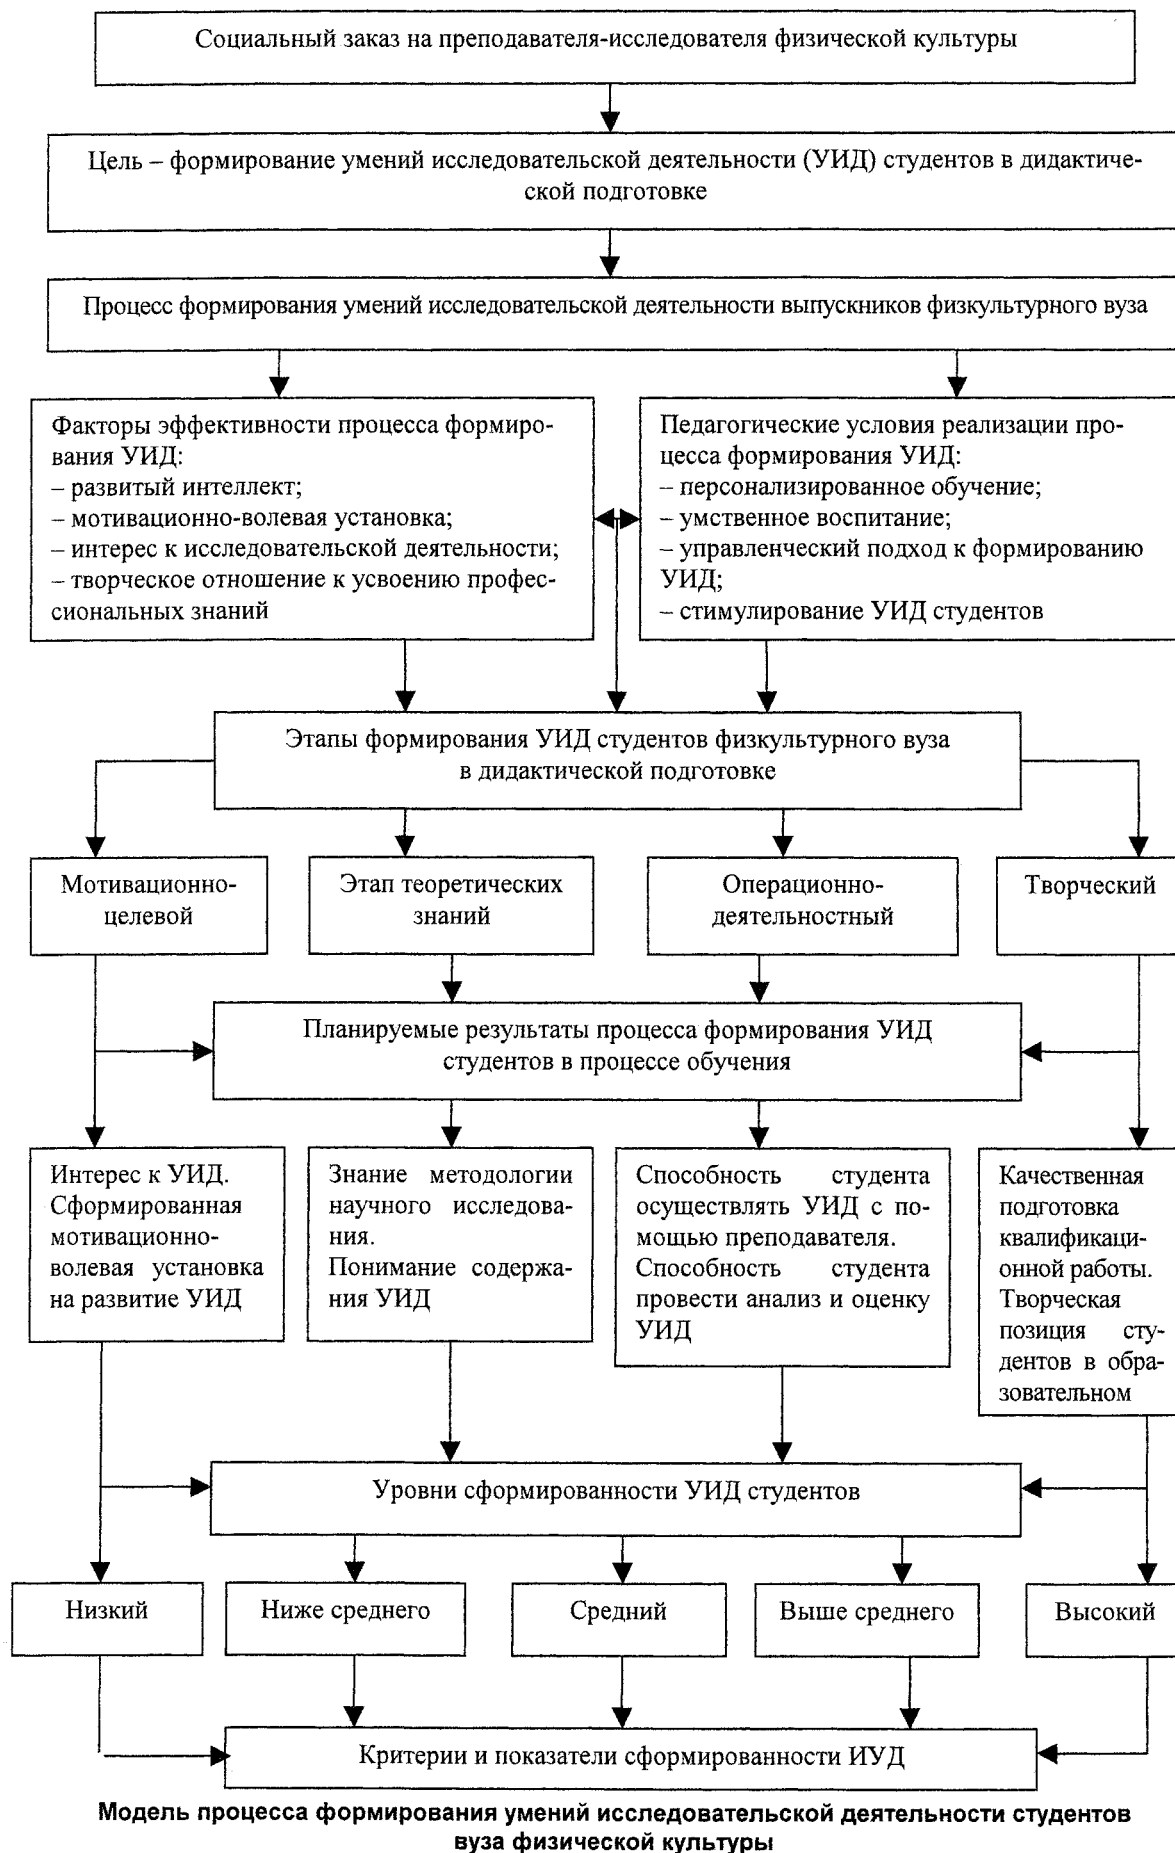 Социальный заказ на преподавателя-исследователя физической культуры
Цель – формирование умений исследовательской деятельности (УИД) студентов в дидактиче-
ской подготовке
Процесс формирования умений исследовательской деятельности выпускников физкультурного вуза
Факторы эффективности процесса формиро-
вания УИД:
– развитый интеллект;
– мотивационно-волевая установка;
– интерес к исследовательской деятельности;
– творческое отношение к усвоению профес-
сиональных знаний
Педагогические условия реализации про-
цесса формирования УИД:
– персонализированное обучение;
– умственное воспитание;
– управленческий подход к формированию
УИД;
– стимулирование УИД студентов
Этапы формирования УИД студентов физкультурного вуза
в дидактической подготовке
Мотивационно-
целевой
Этап теоретических
знаний
Операционно-
деятельностный
Творческий
Планируемые результаты процесса формирования УИД
студентов в процессе обучения
Интерес к УИД.
Сформированная
мотивационно-
волевая установка
на развитие УИД
Знание методологии
научного исследова-
ния.
Понимание содержа-
ния УИД
Способность студента
осуществлять УИД с по-
мощью преподавателя.
Способность студента
провести анализ и оценку
УИД
Качественная
подготовка
квалификаци-
онной работы.
Творческая
позиция сту-
дентов в обра-
зовательном
Уровни сформированности УИД студентов
Низкий
Ниже среднего
Средний
Выше среднего
Высокий
Критерии и показатели сформированности ИУД
Модель процесса формирования умений исследовательской деятельности студентов
вуза физической культуры